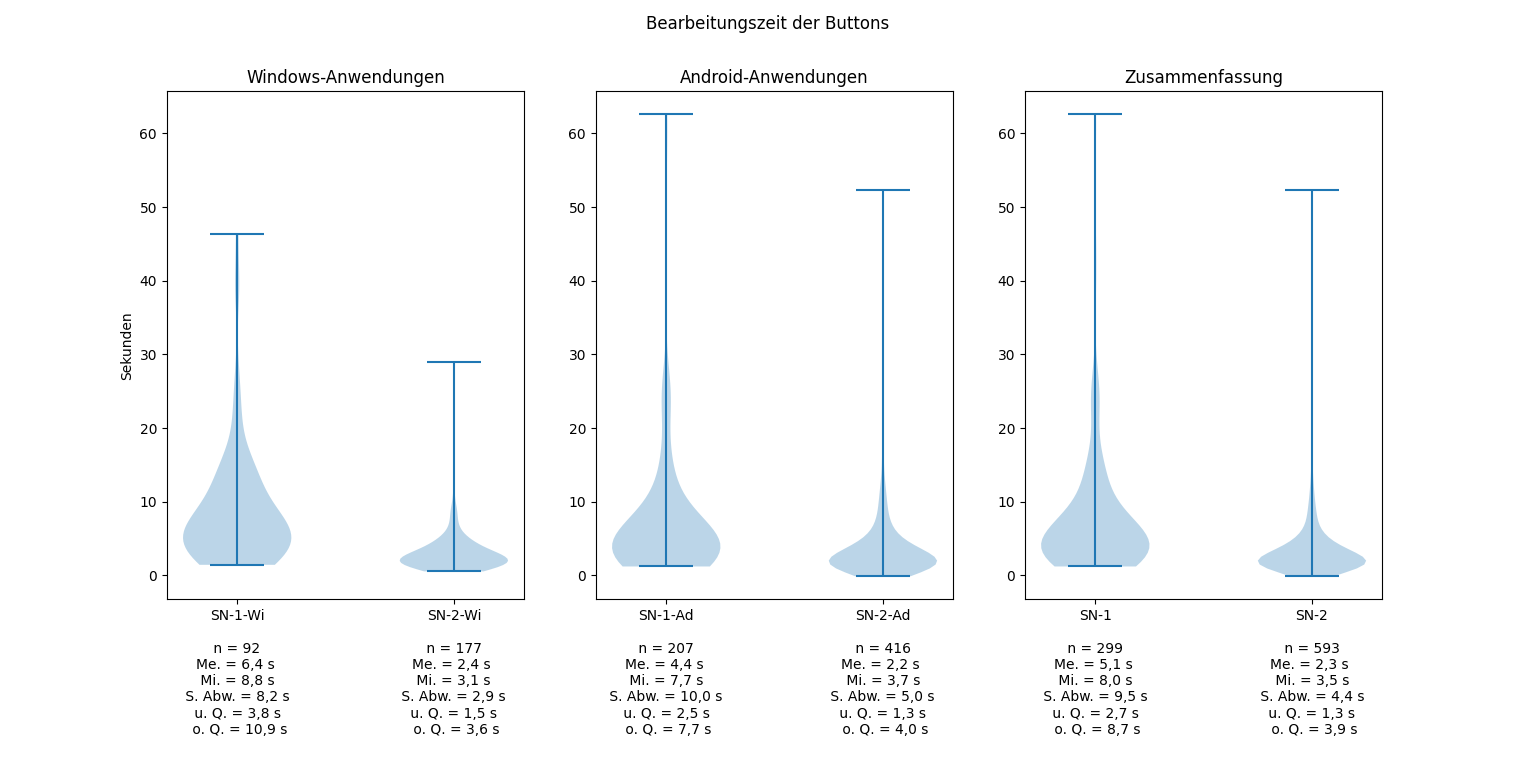 Bearbeitungszeit der Buttons
Windows-Anwendungen
Sekunden
60
50
40
30
20
10
0
SN-1-Wi
SN-2-Wi
n = 92
Me. = 6,4 s
Mi. = 8,8 s
S. Abw. = 8,2 s
u. Q. = 3,8 s
o. Q. = 10,9 s
n = 177
Me. = 2,4 s
Mi. = 3,1 s
S. Abw. = 2,9 s
u. Q. = 1,5 s
o. Q. = 3,6 s
Android-Anwendungen
60
50
40
30
20
10
0
SN-1-Ad
SN-2-Ad
n = 207
Me. = 4,4 s
Mi. = 7,7 s
S. Abw. = 10,0 s
u. Q. = 2,5 s
o. Q. = 7,7 s
n = 416
Me. = 2,2 s
Mi. = 3,7 s
S. Abw. = 5,0 s
u. Q. = 1,3 s
o. Q. = 4,0 s
Zusammenfassung
60
50
40
30
20
10
0
SN-1
SN-2
n = 299
Me. = 5,1 s
Mi. = 8,0 s
S. Abw. = 9,5 s
u. Q. = 2,7 s
o. Q. = 8,7 s
n = 593
Me. = 2,3 s
Mi. = 3,5 s
S. Abw. = 4,4 s
u. Q. = 1,3 s
o. Q. = 3,9 s